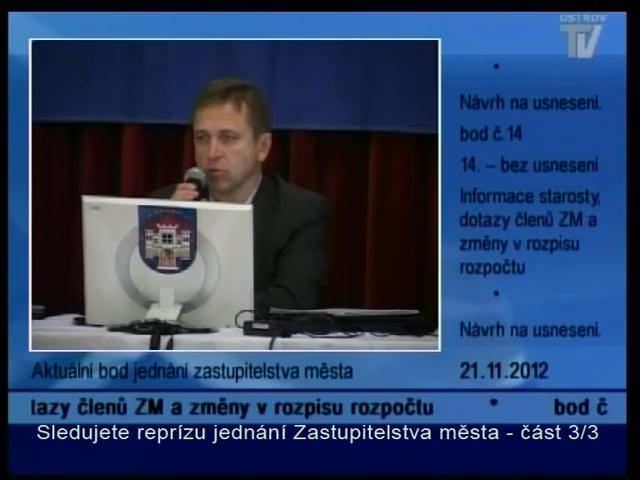 OSTROV
TV
Návrh na usnesení.
bod č.14
14. – bez usnesení
Informace starosty,
dotazy členů ZM a
změny v rozpisu
rozpočtu
Návrh na usnesení.
Aktuální bod jednání zastupitelstva města
21.11.2012
tazy členů ZM a změny v rozpisu rozpočtu • bod č
Sledujete reprízu jednání Zastupitelstva města - část 3/3